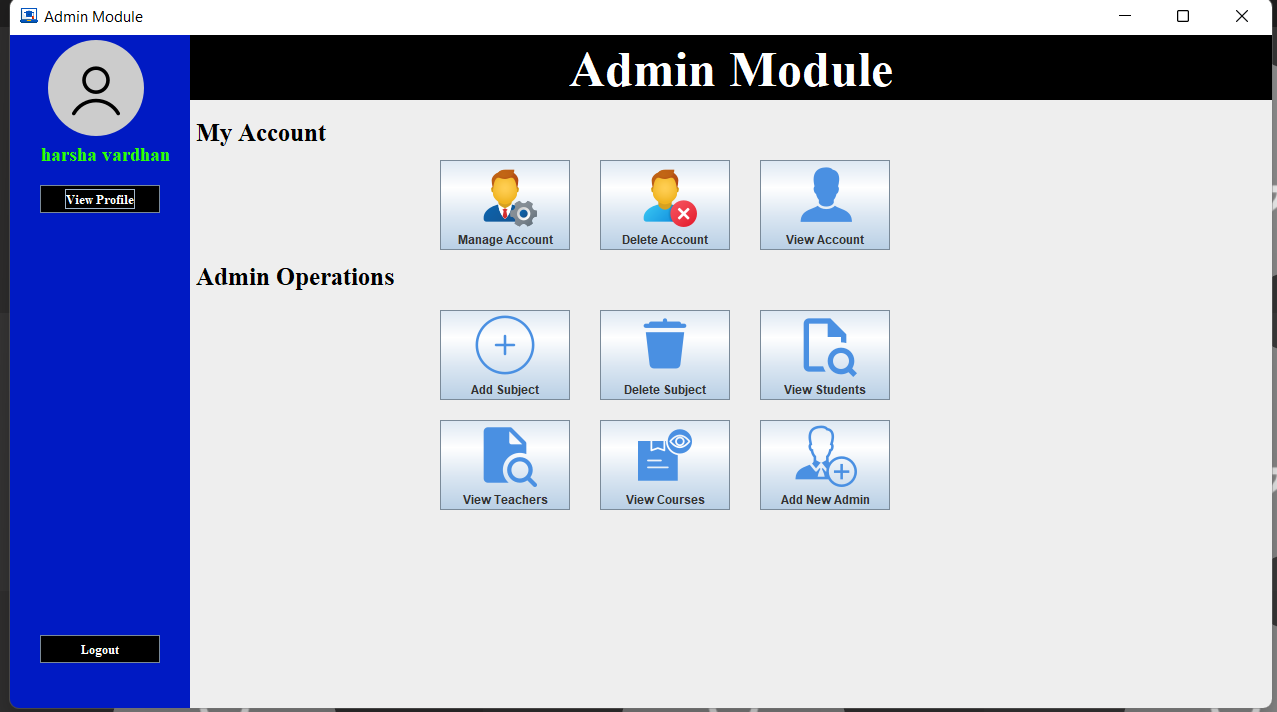 Admin Module
Admin Module
harsha vardhan
View Profile
My Account
Manage Account
Delete Account
View Account
Admin Operations
Add Subject
Delete Subject
View Students
View Teachers
View Courses
Add New Admin
Logout